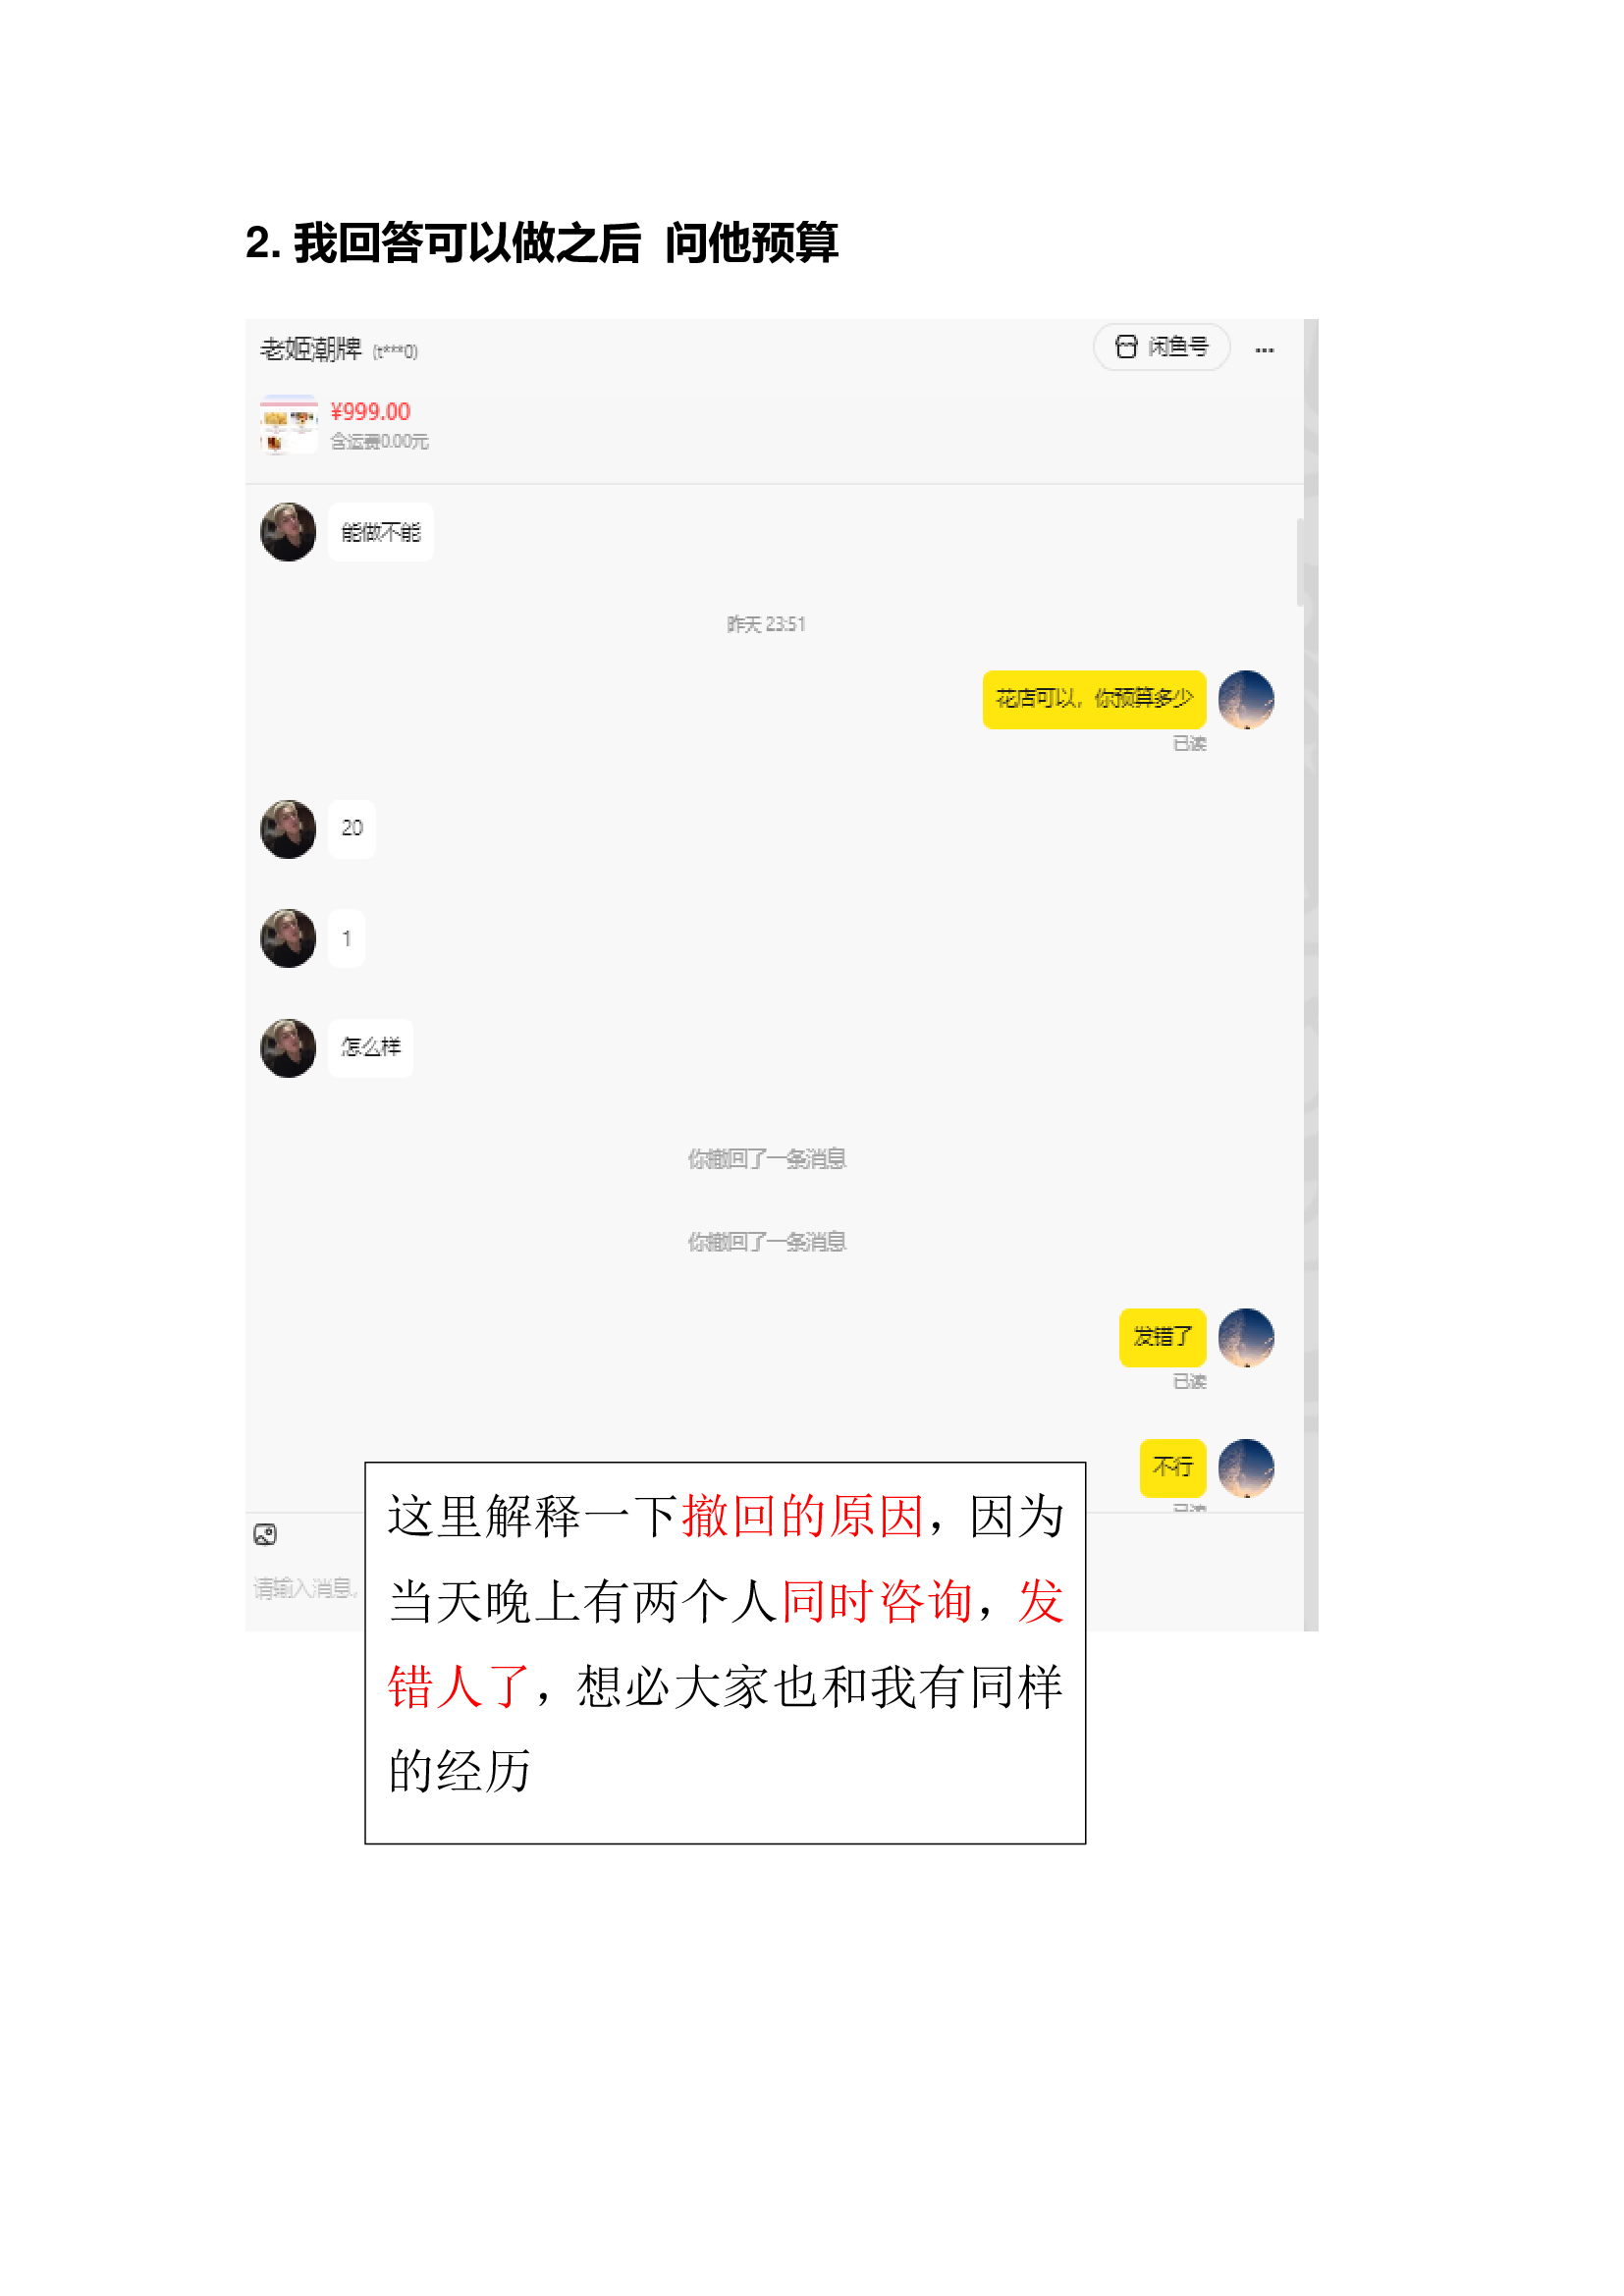 2. 我回答可以做之后 问他预算
老姬潮牌 (t***0)
闲鱼号
¥999.00
含运费0.00元
能做不能
昨天 23:51
花店可以，你预算多少
已读
20
1
怎么样
你撤回了一条消息
你撤回了一条消息
发错了
已读
不行
已读
请输入消息，
这里解释一下撤回的原因，因为
当天晚上有两个人同时咨询，发
错人了，想必大家也和我有同样
的经历